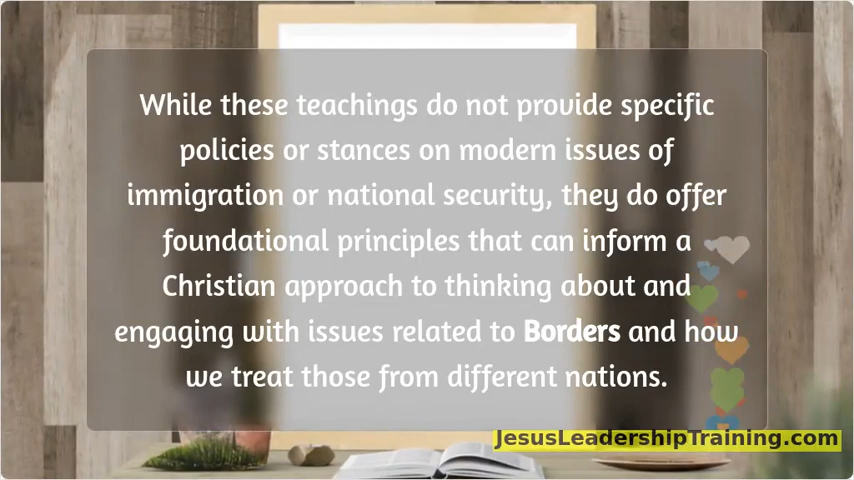 While these teachings do not provide specific
policies or stances on modern issues of
immigration or national security, they do offer
foundational principles that can inform a
Christian approach to thinking about and
engaging with issues related to Borders and how
we treat those from different nations.
JesusLeadershipTraining.com